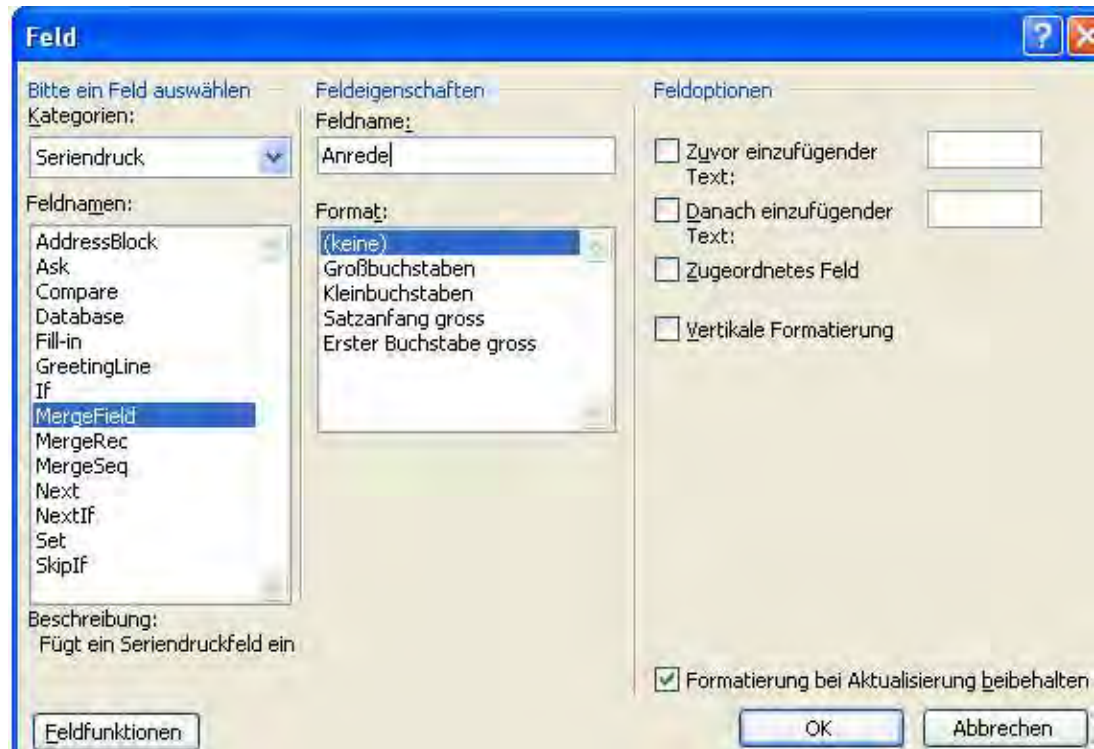 Feld
Bitte ein Feld auswählen
Kategorien:
Seriendruck
Feldnamen:
AddressBlock
Ask
Compare
Database
Fill-in
GreetingLine
If
MergeField
MergeRec
MergeSeq
Next
NextIf
Set
SkipIf
Beschreibung:
Fügt ein Seriendruckfeld ein
Feldfunktionen
Feldeigenschaften
Feldname:
Anrede
Format:
(keine)
Großbuchstaben
Kleinbuchstaben
Satzanfang gross
Erster Buchstabe gross
Feldoptionen
Zuvor einzufügender
Text:
Danach einzufügender
Text:
Zugeordnetes Feld
Vertikale Formatierung
Formatierung bei Aktualisierung beibehalten
OK
Abbrechen